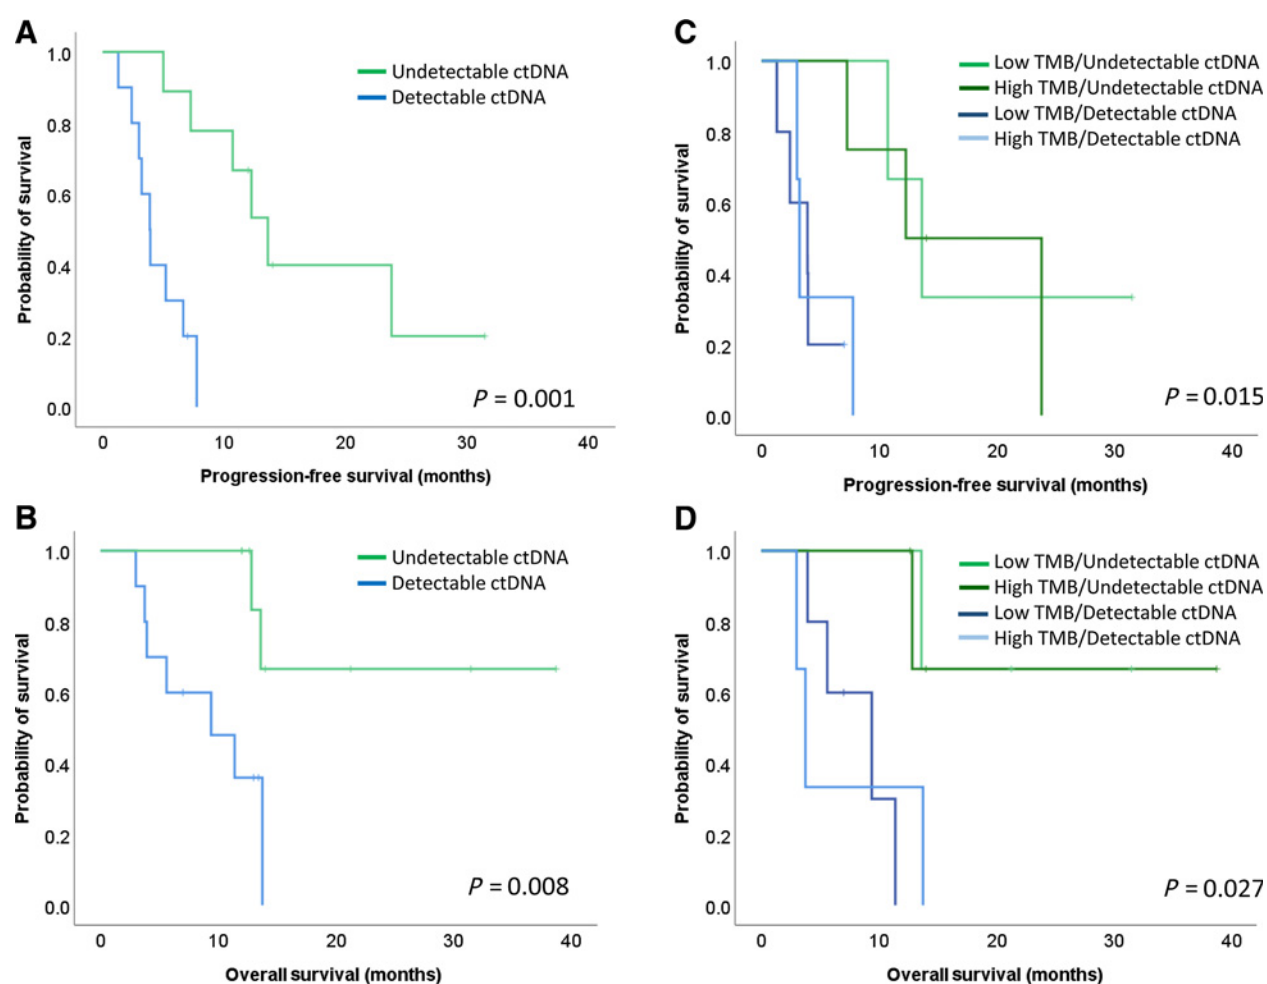 A
1.0
0.8
0.6
0.4
0.2
0.0
Probability of survival
Undetectable ctDNA
Detectable ctDNA
P = 0.001
0 10 20 30 40
Progression-free survival (months)
C
1.0
0.8
0.6
0.4
0.2
0.0
Probability of survival
Low TMB/Undetectable ctDNA
High TMB/Undetectable ctDNA
Low TMB/Detectable ctDNA
High TMB/Detectable ctDNA
P = 0.015
0 10 20 30 40
Progression-free survival (months)
B
1.0
0.8
0.6
0.4
0.2
0.0
Probability of survival
Undetectable ctDNA
Detectable ctDNA
P = 0.008
0 10 20 30 40
Overall survival (months)
D
1.0
0.8
0.6
0.4
0.2
0.0
Probability of survival
Low TMB/Undetectable ctDNA
High TMB/Undetectable ctDNA
Low TMB/Detectable ctDNA
High TMB/Detectable ctDNA
P = 0.027
0 10 20 30 40
Overall survival (months)